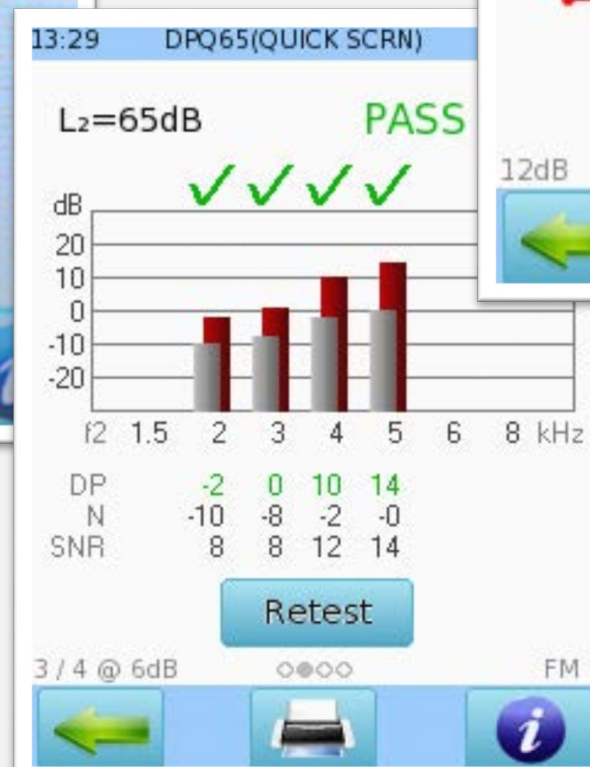 13:29 DPQ65(QUICK SCRN)
L₂=65dB PASS
dB
20
10
0
-10
-20
f2 1.5 2 3 4 5 6 8 kHz
DP -2 0 10 14
N -10 -8 -2 -0
SNR 8 8 12 14
Retest
3 / 4 @ 6dB FM
i
12dB